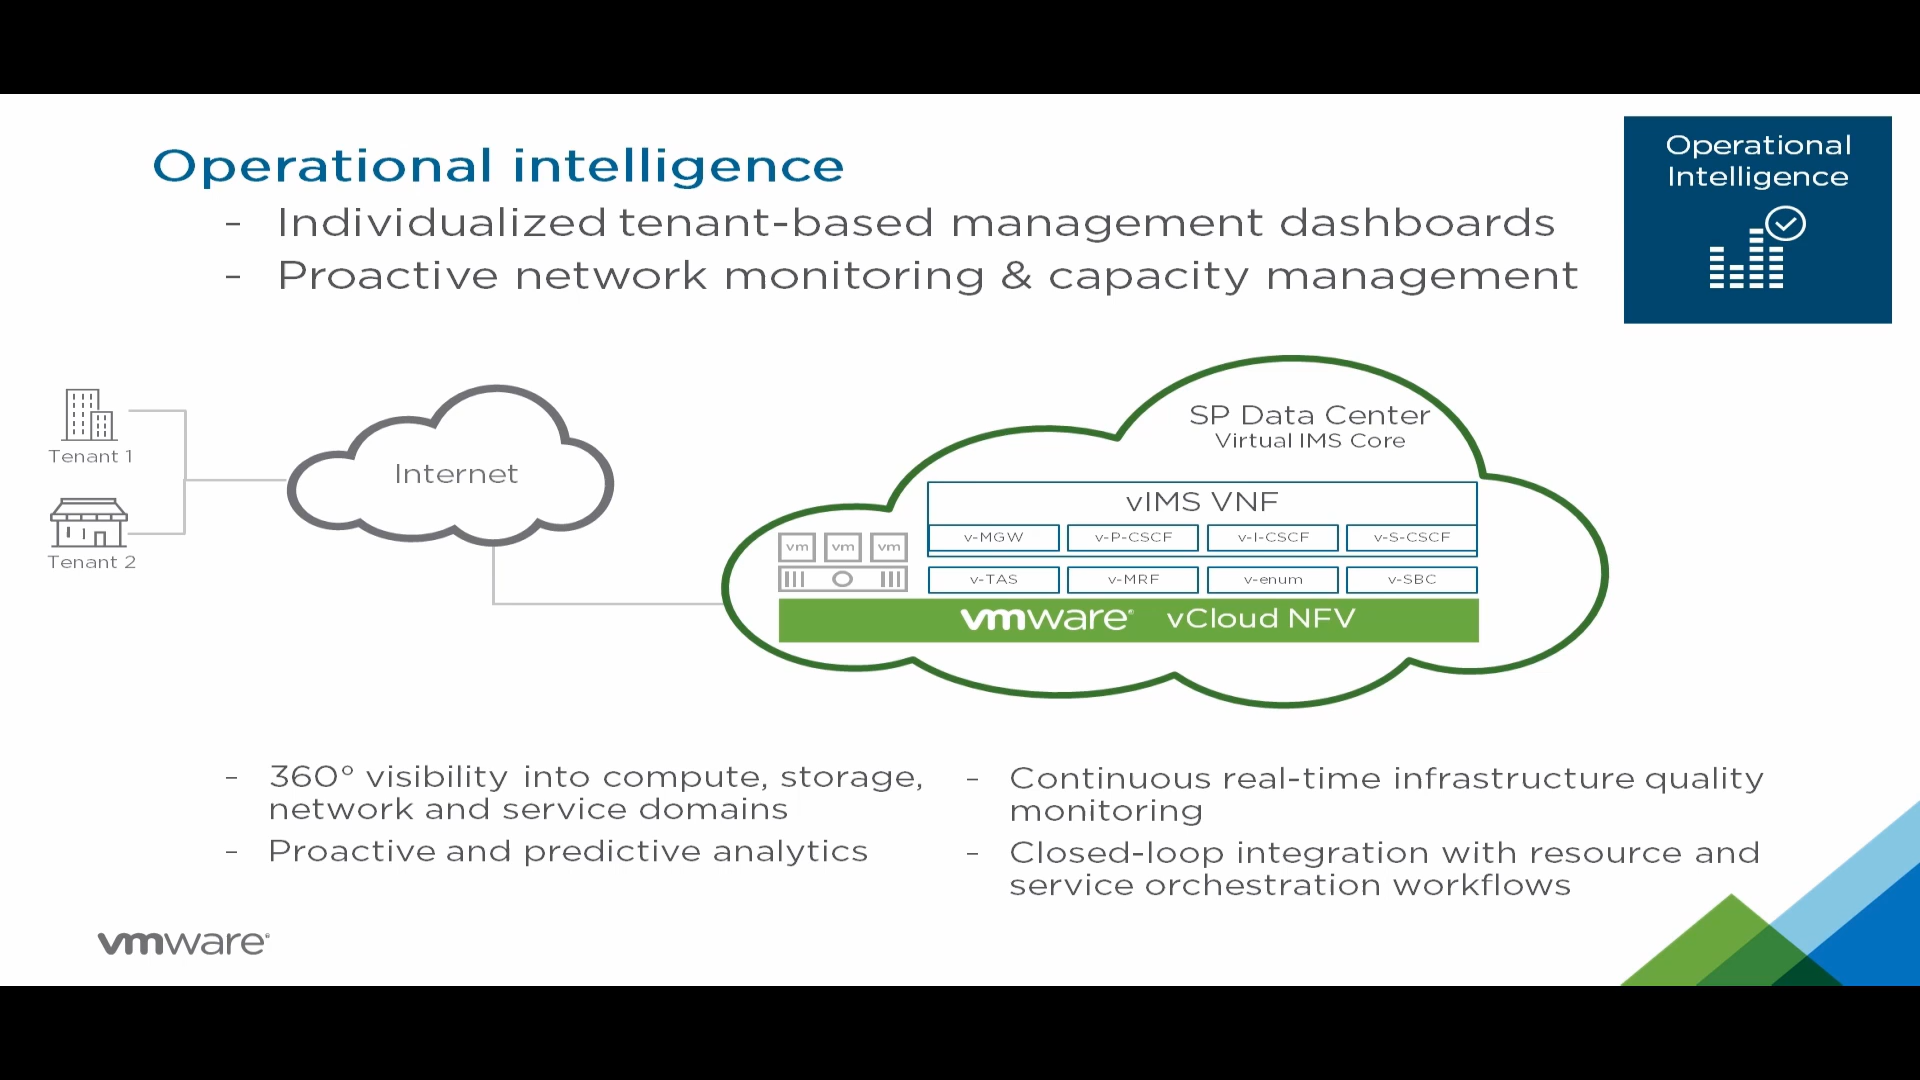 Operational intelligence
- Individualized tenant-based management dashboards
- Proactive network monitoring & capacity management
Operational
Intelligence
Tenant 1
Tenant 2
Internet
SP Data Center
Virtual IMS Core
vIMS VNF
v-MGW v-P-CSCF v-I-CSCF v-S-CSCF
vm vm vm
v-TAS v-MRF v-enum v-SBC
vmware® vCloud NFV
- 360° visibility into compute, storage,
network and service domains
- Proactive and predictive analytics
- Continuous real-time infrastructure quality
monitoring
- Closed-loop integration with resource and
service orchestration workflows
vmware®